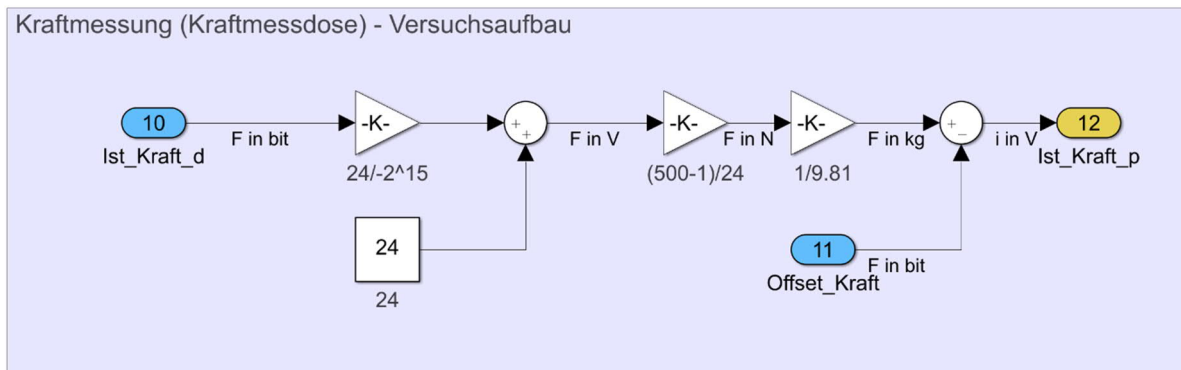 Kraftmessung (Kraftmessdose) - Versuchsaufbau
10
Ist_Kraft_d
F in bit
-K-
24/-2^15
+
+
F in V
-K-
(500-1)/24
F in N
-K-
1/9.81
F in kg
+
−
i in V
12
Ist_Kraft_p
24
24
11
Offset_Kraft
F in bit